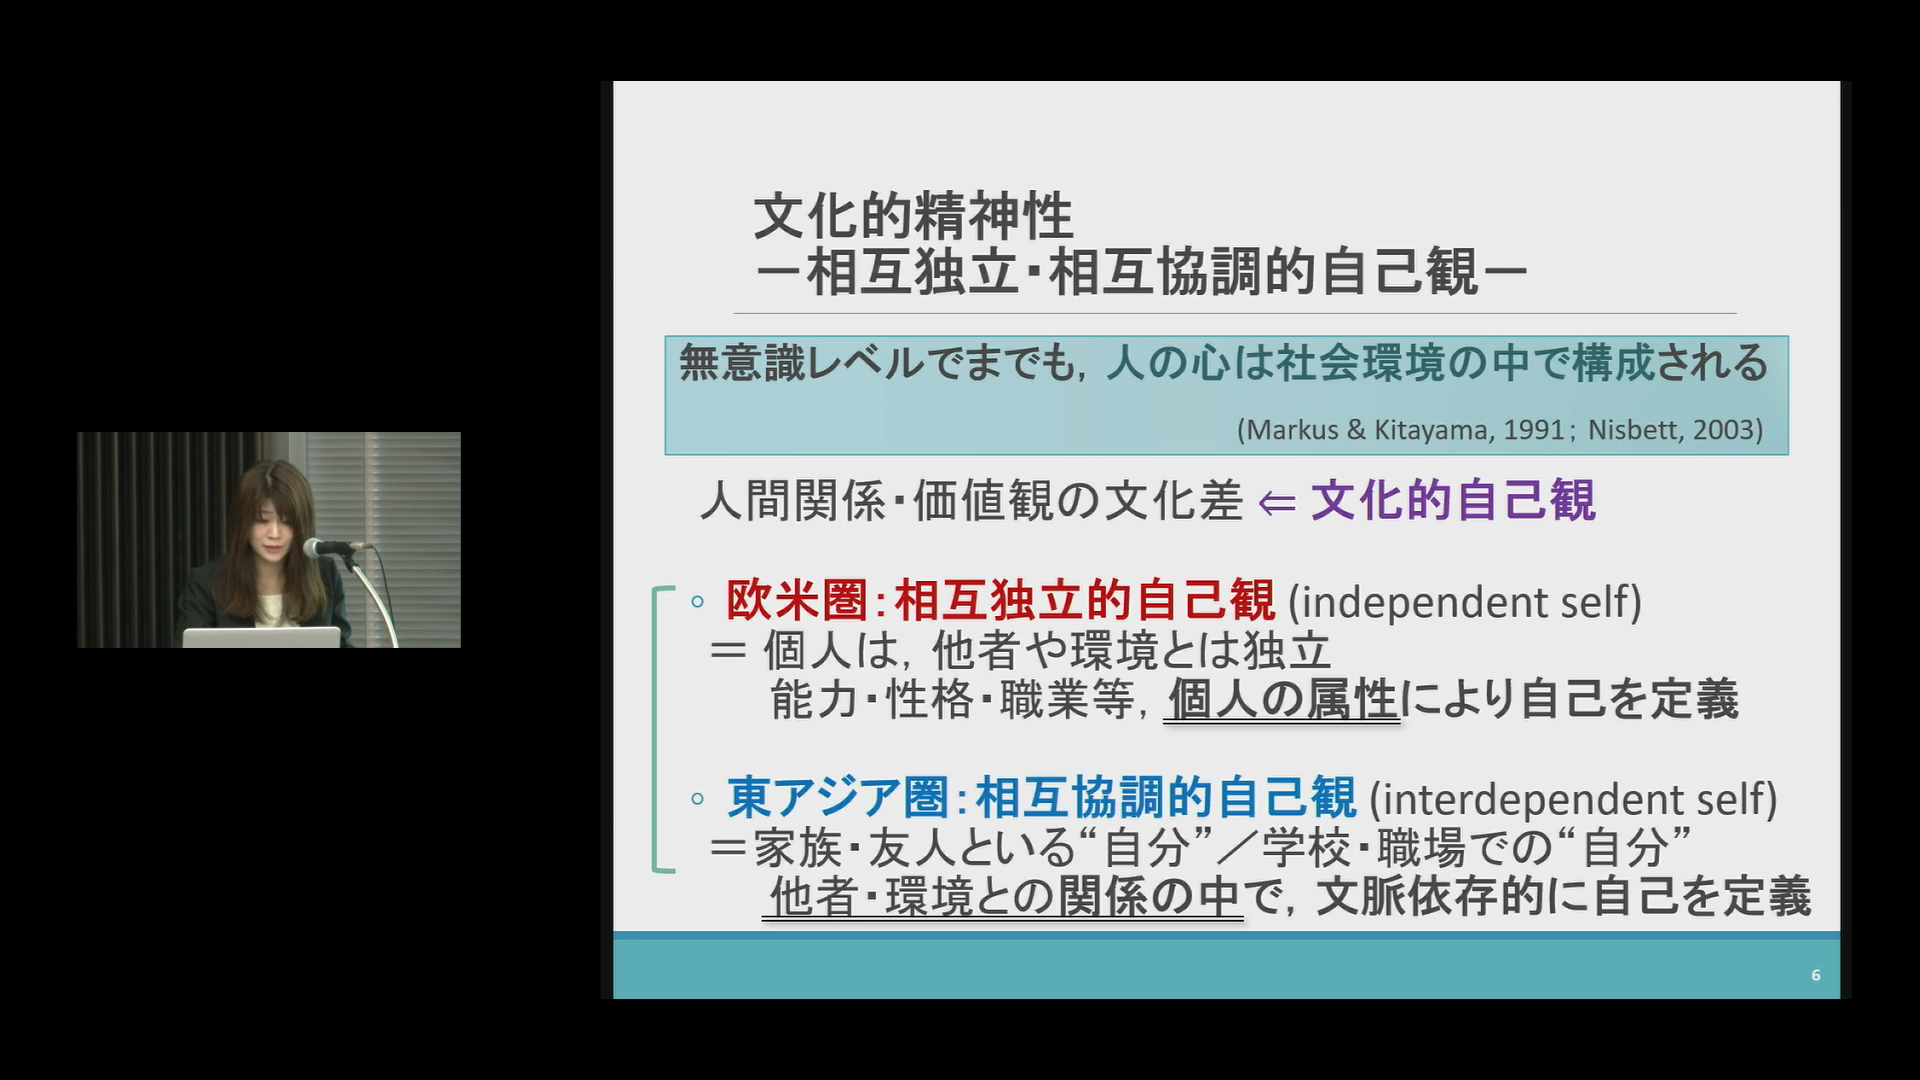 文化的精神性
－相互独立・相互協調的自己観－
無意識レベルでまでも，人の心は社会環境の中で構成される
(Markus & Kitayama, 1991； Nisbett, 2003)
人間関係・価値観の文化差 ⇐ 文化的自己観
◦ 欧米圏：相互独立的自己観 (independent self)
＝ 個人は，他者や環境とは独立
能力・性格・職業等，個人の属性により自己を定義
◦ 東アジア圏：相互協調的自己観 (interdependent self)
＝家族・友人といる“自分”／学校・職場での“自分”
他者・環境との関係の中で，文脈依存的に自己を定義
6